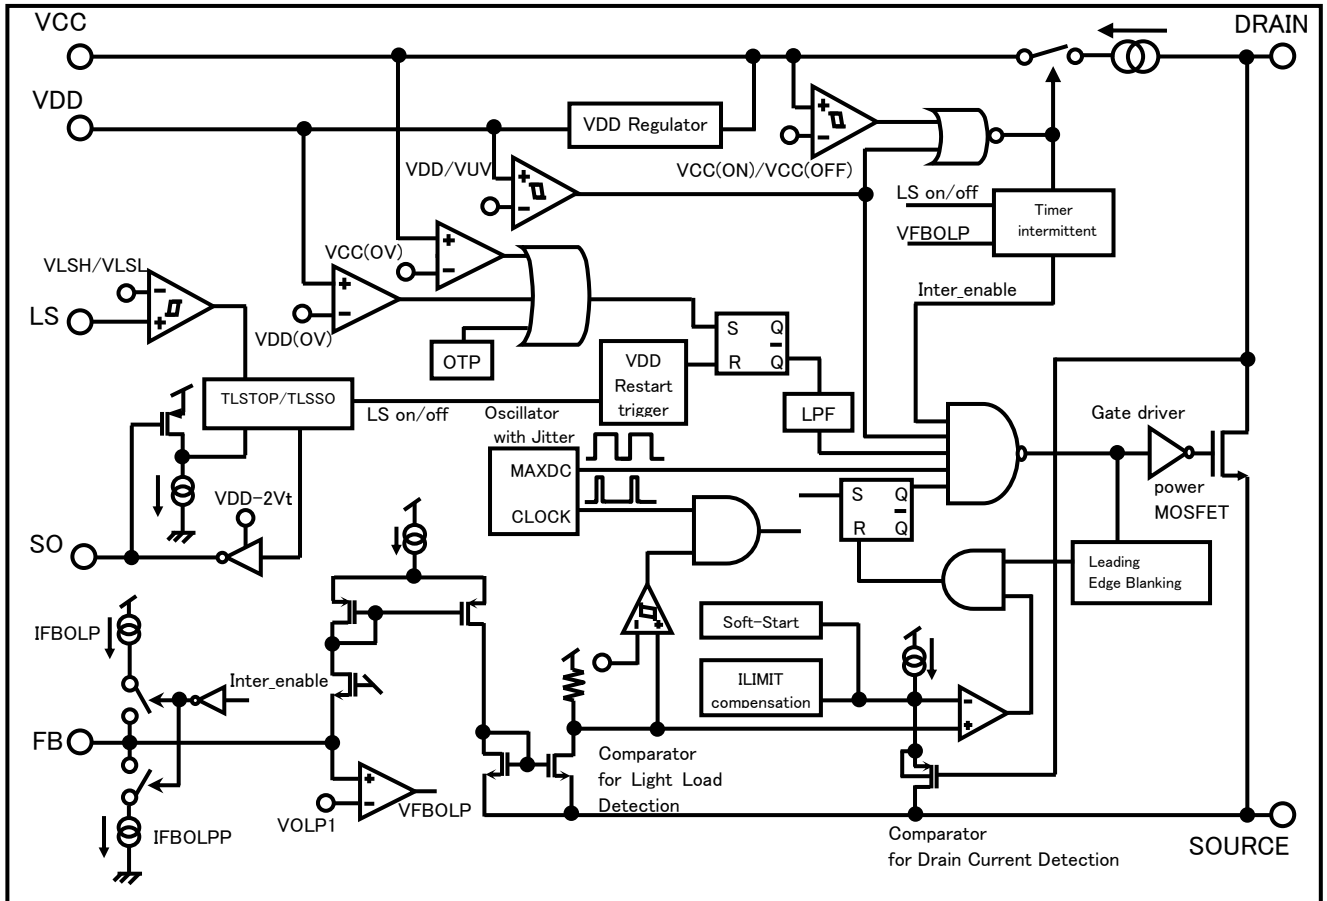 VCC
DRAIN
VDD
VDD Regulator
VDD/VUV
VCC(ON)/VCC(OFF)
LS on/off
Timer
intermittent
VFBOLP
VCC(OV)
VLSH/VLSL
Inter_enable
LS
VDD(OV)
OTP
VDD
Restart
trigger
S Q
R Q
TLSTOP/TLSSO
LS on/off
LPF
Oscillator
with Jitter
Gate driver
MAXDC
CLOCK
VDD-2Vt
S Q
R Q
power
MOSFET
SO
Leading
Edge Blanking
IFBOLP
Soft-Start
Inter_enable
ILIMIT
compensation
FB
Comparator
for Light Load
Detection
VOLP1
VFBOLP
IFBOLPP
Comparator
for Drain Current Detection
SOURCE